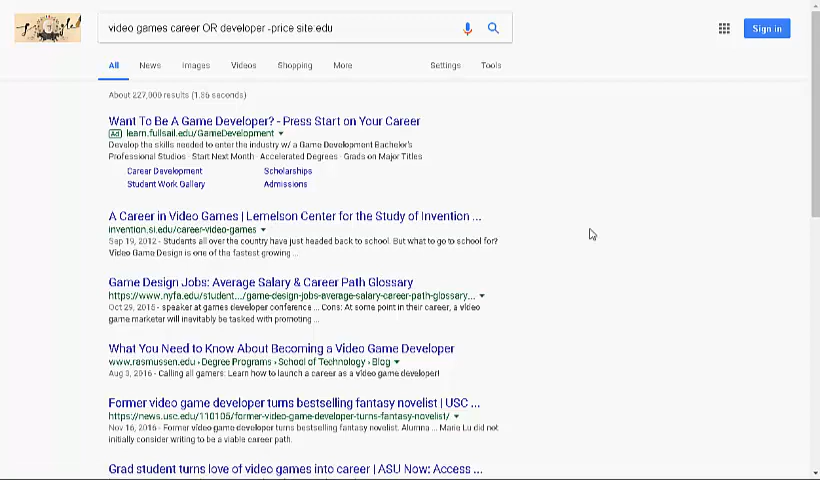 video games career OR developer -price site:edu
Sign in
All News Images Videos Shopping More Settings Tools
About 227,000 results (1.86 seconds)
Want To Be A Game Developer? - Press Start on Your Career
Ad learn.fullsail.edu/GameDevelopment
Develop the skills needed to enter the industry w/ a Game Development Bachelor's
Professional Studios · Start Next Month · Accelerated Degrees · Grads on Major Titles
Career Development Scholarships
Student Work Gallery Admissions
A Career in Video Games | Lemelson Center for the Study of Invention ...
invention.si.edu/career-video-games
Sep 19, 2012 - Students all over the country have just headed back to school. But what to go to school for?
Video Game Design is one of the fastest growing ...
Game Design Jobs: Average Salary & Career Path Glossary
https://www.nyfa.edu/student.../game-design-jobs-average-salary-career-path-glossary...
Oct 29, 2015 - speaker at games developer conference ... Cons: At some point in their career, a video
game marketer will inevitably be tasked with promoting ...
What You Need to Know About Becoming a Video Game Developer
www.rasmussen.edu › Degree Programs › School of Technology › Blog
Aug 3, 2016 - Calling all gamers: Learn how to launch a career as a video game developer!
Former video game developer turns bestselling fantasy novelist | USC ...
https://news.usc.edu/110105/former-video-game-developer-turns-fantasy-novelist/
Nov 16, 2016 - Former video game developer turns bestselling fantasy novelist. Alumna ... Marie Lu did not
initially consider writing to be a viable career path.
Grad student turns love of video games into career | ASU Now: Access ...